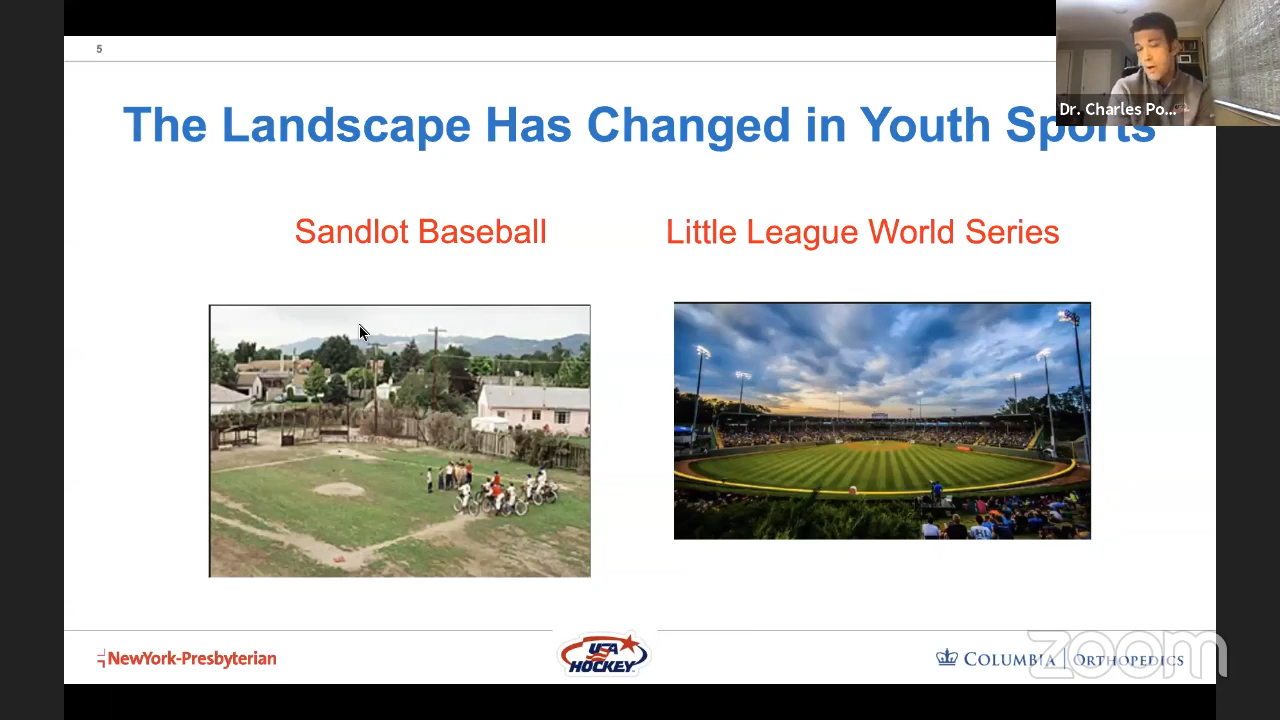 5
The Landscape Has Changed in Youth Sports
Dr. Charles Po...
Sandlot Baseball
Little League World Series
NewYork-Presbyterian
USA
HOCKEY
COLUMBIA | ORTHOPEDICS
zoom